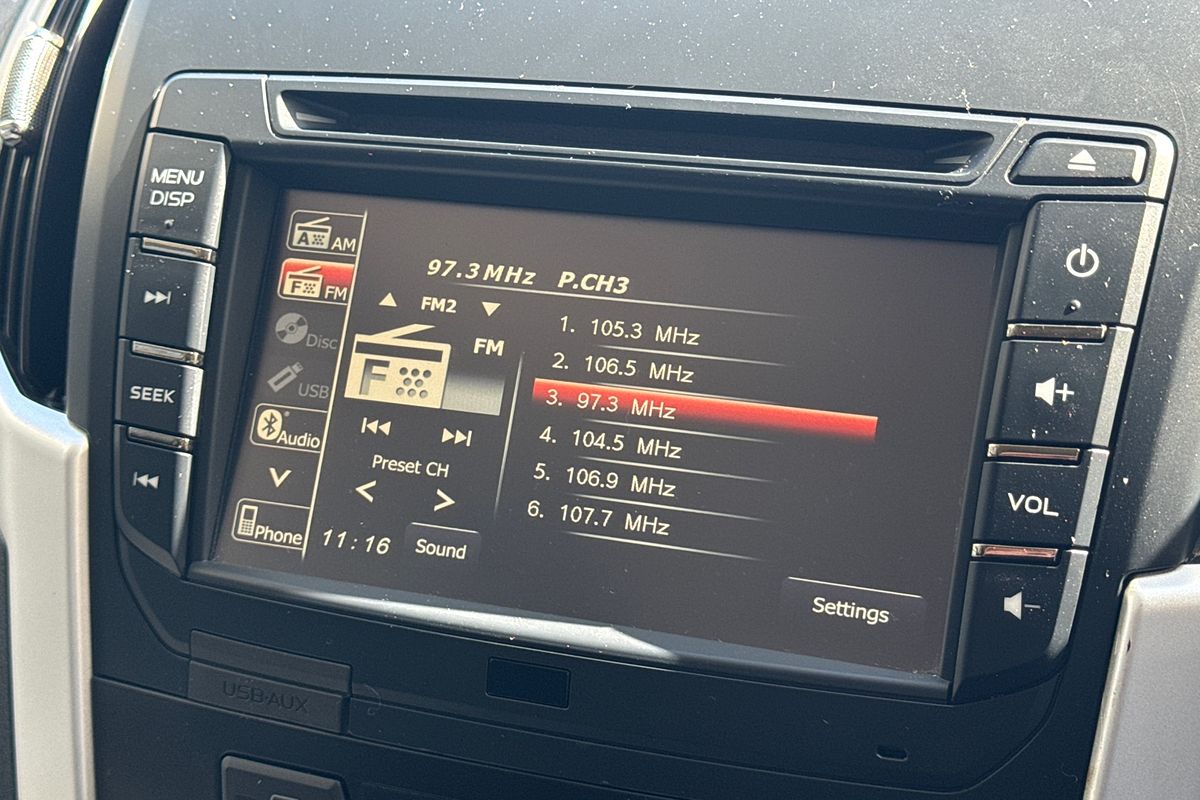 MENU
DISP
SEEK
VOL
+
-
A AM
F FM
Disc
USB
Audio
Phone
97.3MHz P.CH3
FM2
FM
F
Preset CH
11:16
Sound
1. 105.3 MHz
2. 106.5 MHz
3. 97.3 MHz
4. 104.5 MHz
5. 106.9 MHz
6. 107.7 MHz
Settings
USB·AUX